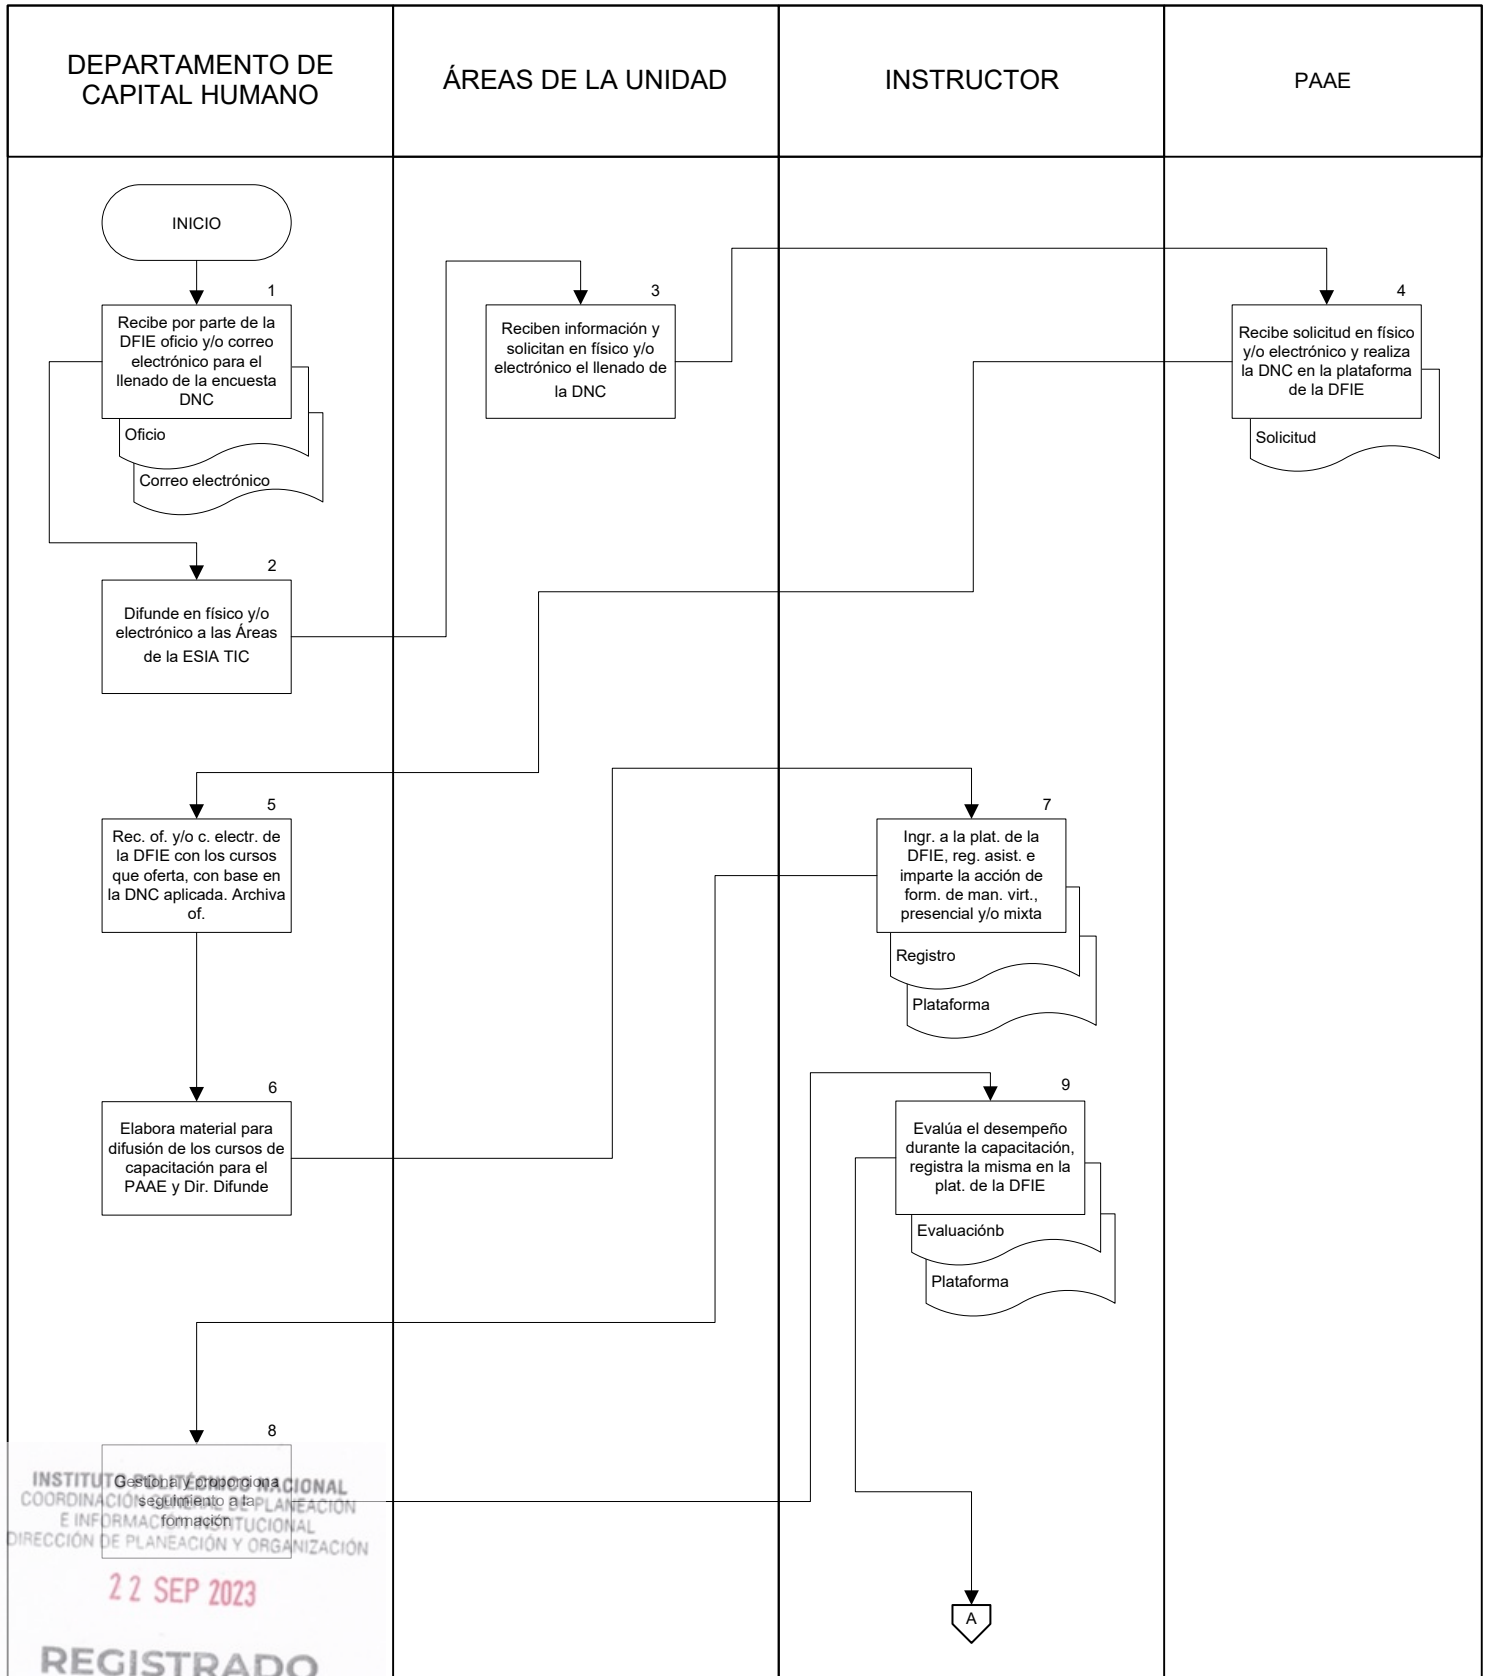 DEPARTAMENTO DE
CAPITAL HUMANO
ÁREAS DE LA UNIDAD
INSTRUCTOR
PAAE
INICIO
1
Recibe por parte de la
DFIE oficio y/o correo
electrónico para el
llenado de la encuesta
DNC
Oficio
Correo electrónico
3
Reciben información y
solicitan en físico y/o
electrónico el llenado de
la DNC
4
Recibe solicitud en físico
y/o electrónico y realiza
la DNC en la plataforma
de la DFIE
Solicitud
2
Difunde en físico y/o
electrónico a las Áreas
de la ESIA TIC
5
Rec. of. y/o c. electr. de
la DFIE con los cursos
que oferta, con base en
la DNC aplicada. Archiva
of.
7
Ingr. a la plat. de la
DFIE, reg. asist. e
imparte la acción de
form. de man. virt.,
presencial y/o mixta
Registro
Plataforma
6
Elabora material para
difusión de los cursos de
capacitación para el
PAAE y Dir. Difunde
9
Evalúa el desempeño
durante la capacitación,
registra la misma en la
plat. de la DFIE
Evaluaciónb
Plataforma
8
Gestiona y proporciona
seguimiento a la
formación
INSTITUTO POLITÉCNICO NACIONAL
COORDINACIÓN GENERAL DE PLANEACIÓN
E INFORMACIÓN INSTITUCIONAL
DIRECCIÓN DE PLANEACIÓN Y ORGANIZACIÓN
22 SEP 2023
REGISTRADO
A